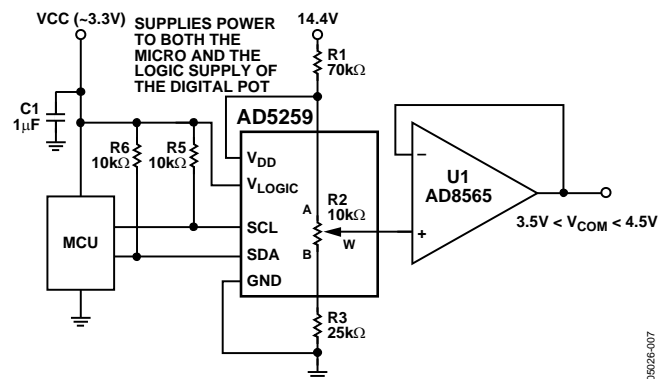 VCC (~3.3V)
SUPPLIES POWER
TO BOTH THE
MICRO AND THE
LOGIC SUPPLY OF
THE DIGITAL POT
14.4V
R1
70kΩ
C1
1μF
AD5259
R6
10kΩ
R5
10kΩ
VDD
VLOGIC
SCL
SDA
GND
A
R2
10kΩ
B
W
MCU
–
+
U1
AD8565
3.5V < VCOM < 4.5V
R3
25kΩ
05026-007